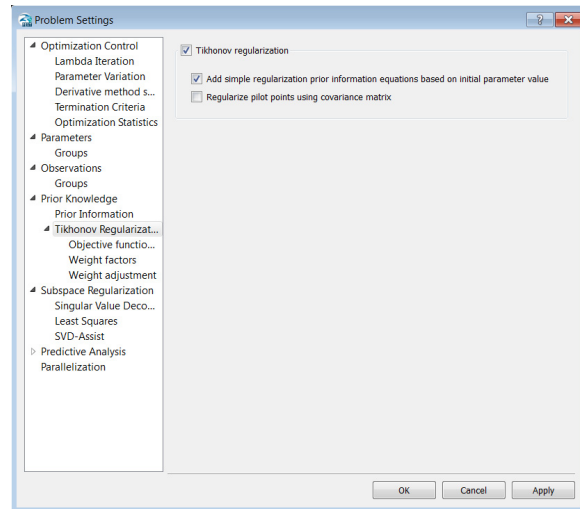 Problem Settings
Optimization Control
Lambda Iteration
Parameter Variation
Derivative method s...
Termination Criteria
Optimization Statistics
Parameters
Groups
Observations
Groups
Prior Knowledge
Prior Information
Tikhonov Regularizat...
Objective functio...
Weight factors
Weight adjustment
Subspace Regularization
Singular Value Deco...
Least Squares
SVD-Assist
Predictive Analysis
Parallelization
Tikhonov regularization
Add simple regularization prior information equations based on initial parameter value
Regularize pilot points using covariance matrix
OK Cancel Apply